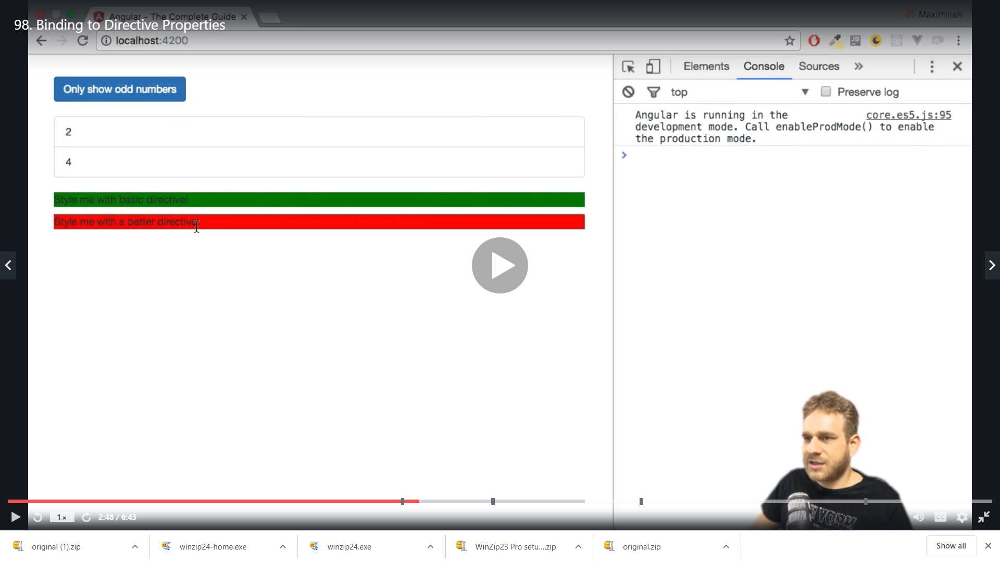 Angular - The Complete Guide
Maximilian
98. Binding to Directive Properties
localhost:4200
Elements Console Sources
Only show odd numbers
top
Preserve log
2
4
Angular is running in the core.es5.js:95
development mode. Call enableProdMode() to enable
the production mode.
Style me with basic directive!
Style me with a better directive
JB
1x
2:48 / 6:43
CC
YORK
original (1).zip
winzip24-home.exe
winzip24.exe
WinZip23 Pro setu....zip
original.zip
Show all